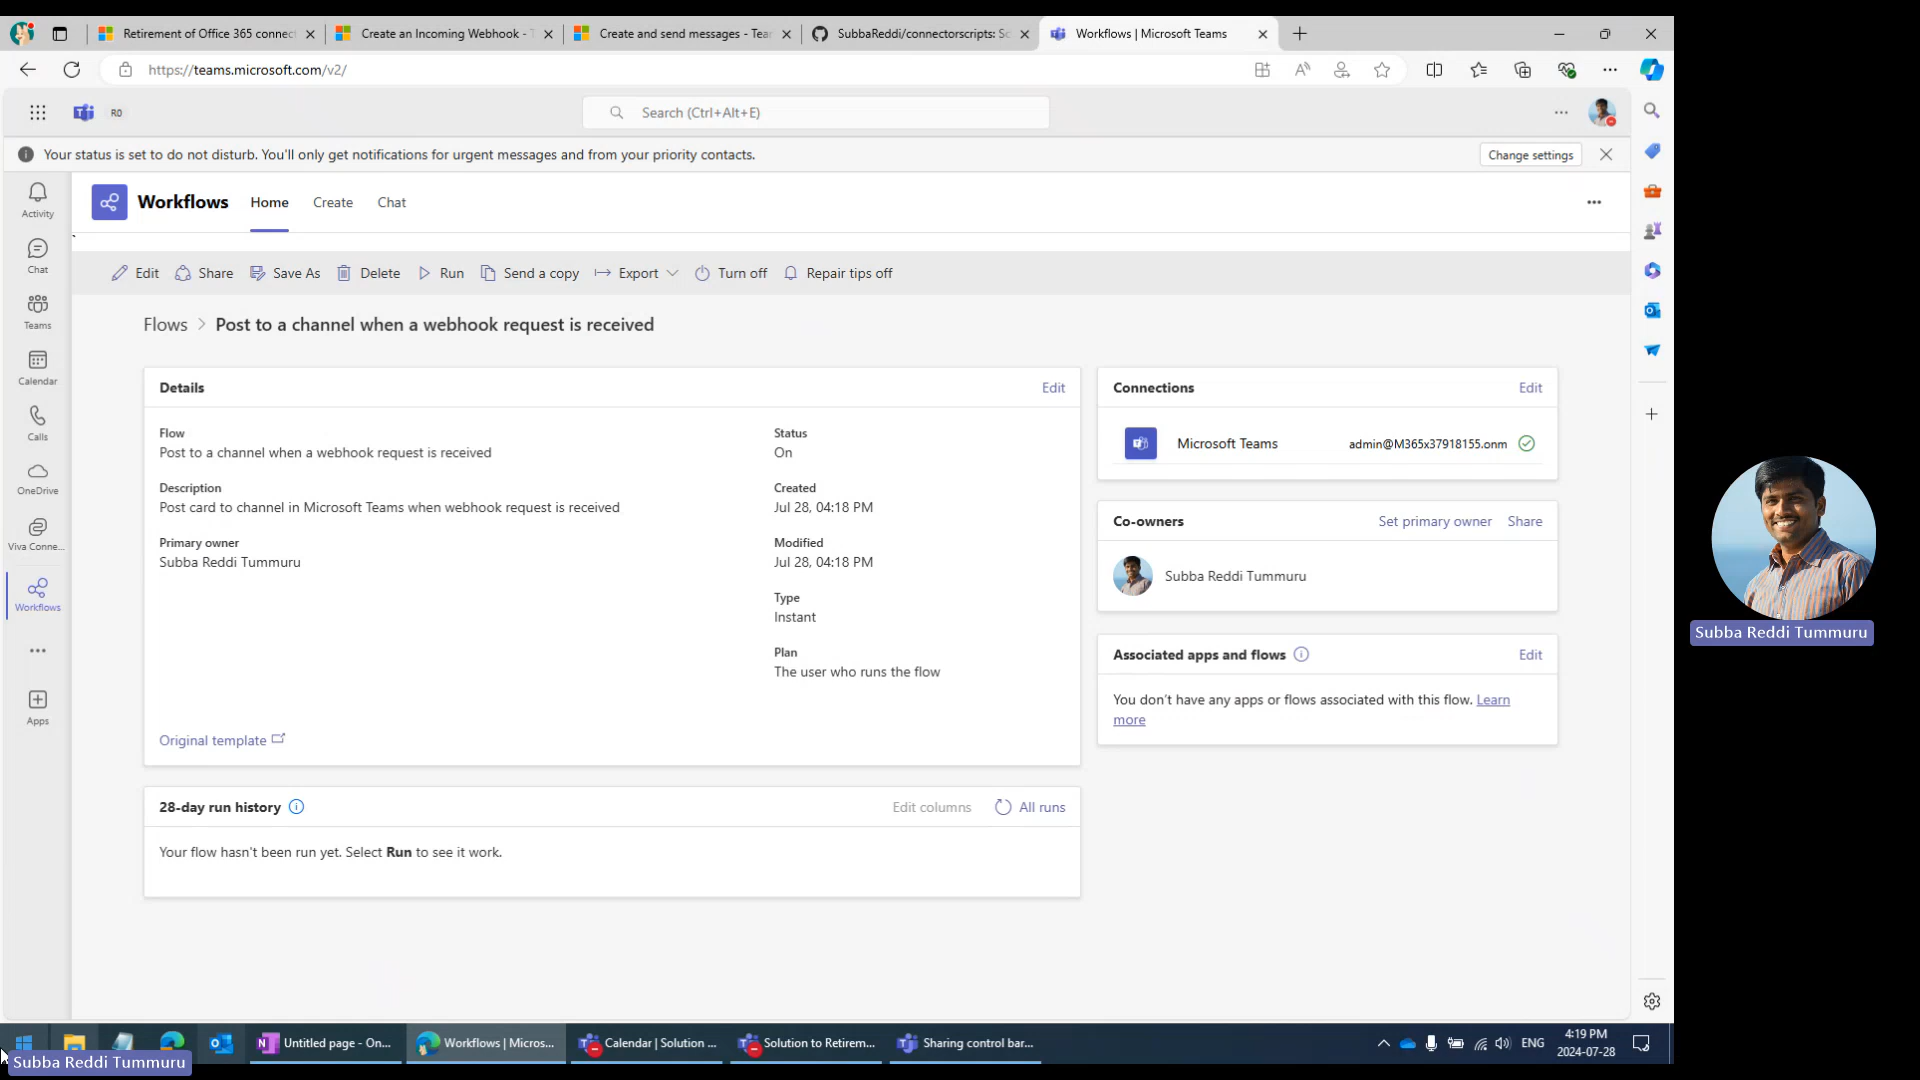 Retirement of Office 365 connect
Create an Incoming Webhook -
Create and send messages - Tear
SubbaReddi/connectorscripts: Sc
Workflows | Microsoft Teams
https://teams.microsoft.com/v2/
R0
Search (Ctrl+Alt+E)
Your status is set to do not disturb. You'll only get notifications for urgent messages and from your priority contacts.
Change settings
Activity
Chat
Teams
Calendar
Calls
OneDrive
Viva Conne...
Workflows
Apps
Workflows
Home
Create
Chat
Edit
Share
Save As
Delete
Run
Send a copy
Export
Turn off
Repair tips off
Flows > Post to a channel when a webhook request is received
Details
Edit
Flow
Post to a channel when a webhook request is received
Description
Post card to channel in Microsoft Teams when webhook request is received
Primary owner
Subba Reddi Tummuru
Status
On
Created
Jul 28, 04:18 PM
Modified
Jul 28, 04:18 PM
Type
Instant
Plan
The user who runs the flow
Original template
28-day run history
Edit columns
All runs
Your flow hasn't been run yet. Select Run to see it work.
Connections
Edit
Microsoft Teams
admin@M365x37918155.onm
Co-owners
Set primary owner
Share
Subba Reddi Tummuru
Associated apps and flows
Edit
You don't have any apps or flows associated with this flow. Learn
more
Subba Reddi Tummuru
Untitled page - On...
Workflows | Micros...
Calendar | Solution ...
Solution to Retirem...
Sharing control bar...
ENG
4:19 PM
2024-07-28
Subba Reddi Tummuru